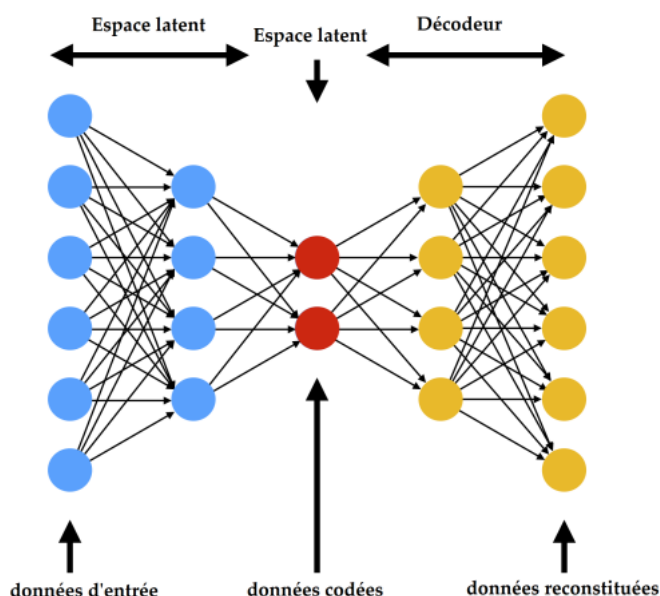 Espace latent
Espace latent
Décodeur
données d'entrée
données codées
données reconstituées